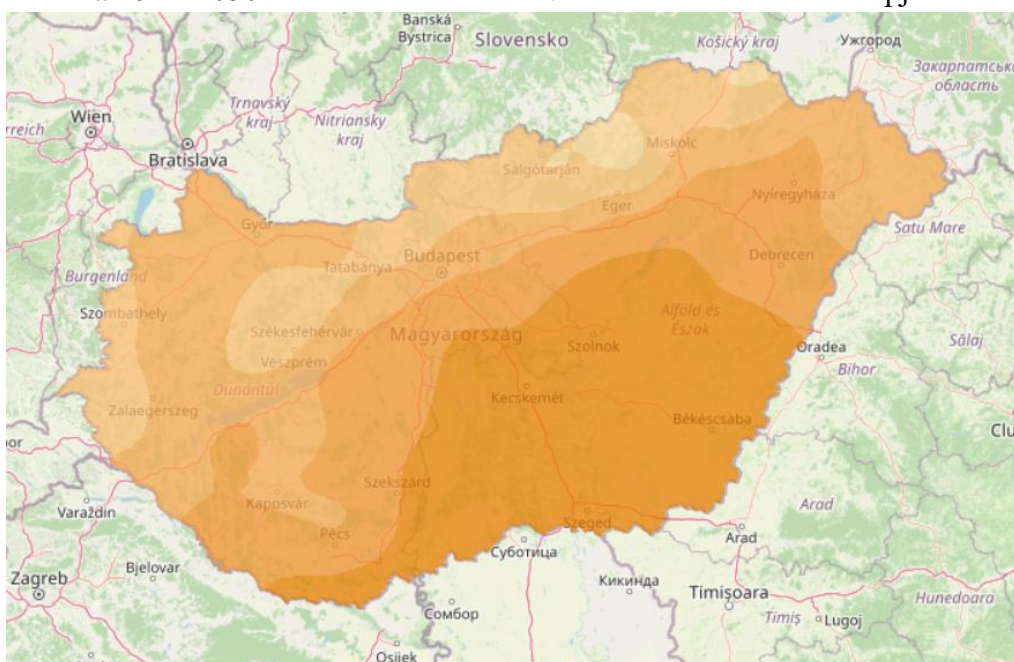 Banská
Bystrica
Slovensko
Košický kraj
Ужгород
Закарпатська
область
Wien
Trnavský
kraj
Nitriansky
kraj
rreich
Bratislava
Salgótarján
Miskolc
Nyíregyháza
Eger
Satu Mare
Győr
Budapest
Debrecen
Tatabánya
Burgenland
Szombathely
Székesfehérvár
Magyarország
Alföld és
Észak
Szolnok
Oradea
Sălaj
Veszprém
Bihor
Dunántúl
Kecskemét
Zalaegerszeg
Békéscsaba
Clu
Szekszárd
Kaposvár
Varaždin
Arad
Szeged
Pécs
Arad
Суботица
Bjelovar
Zagreb
Кикинда
Timișoara
Hunedoara
Сомбор
Timiș
Lugoj
Osijek